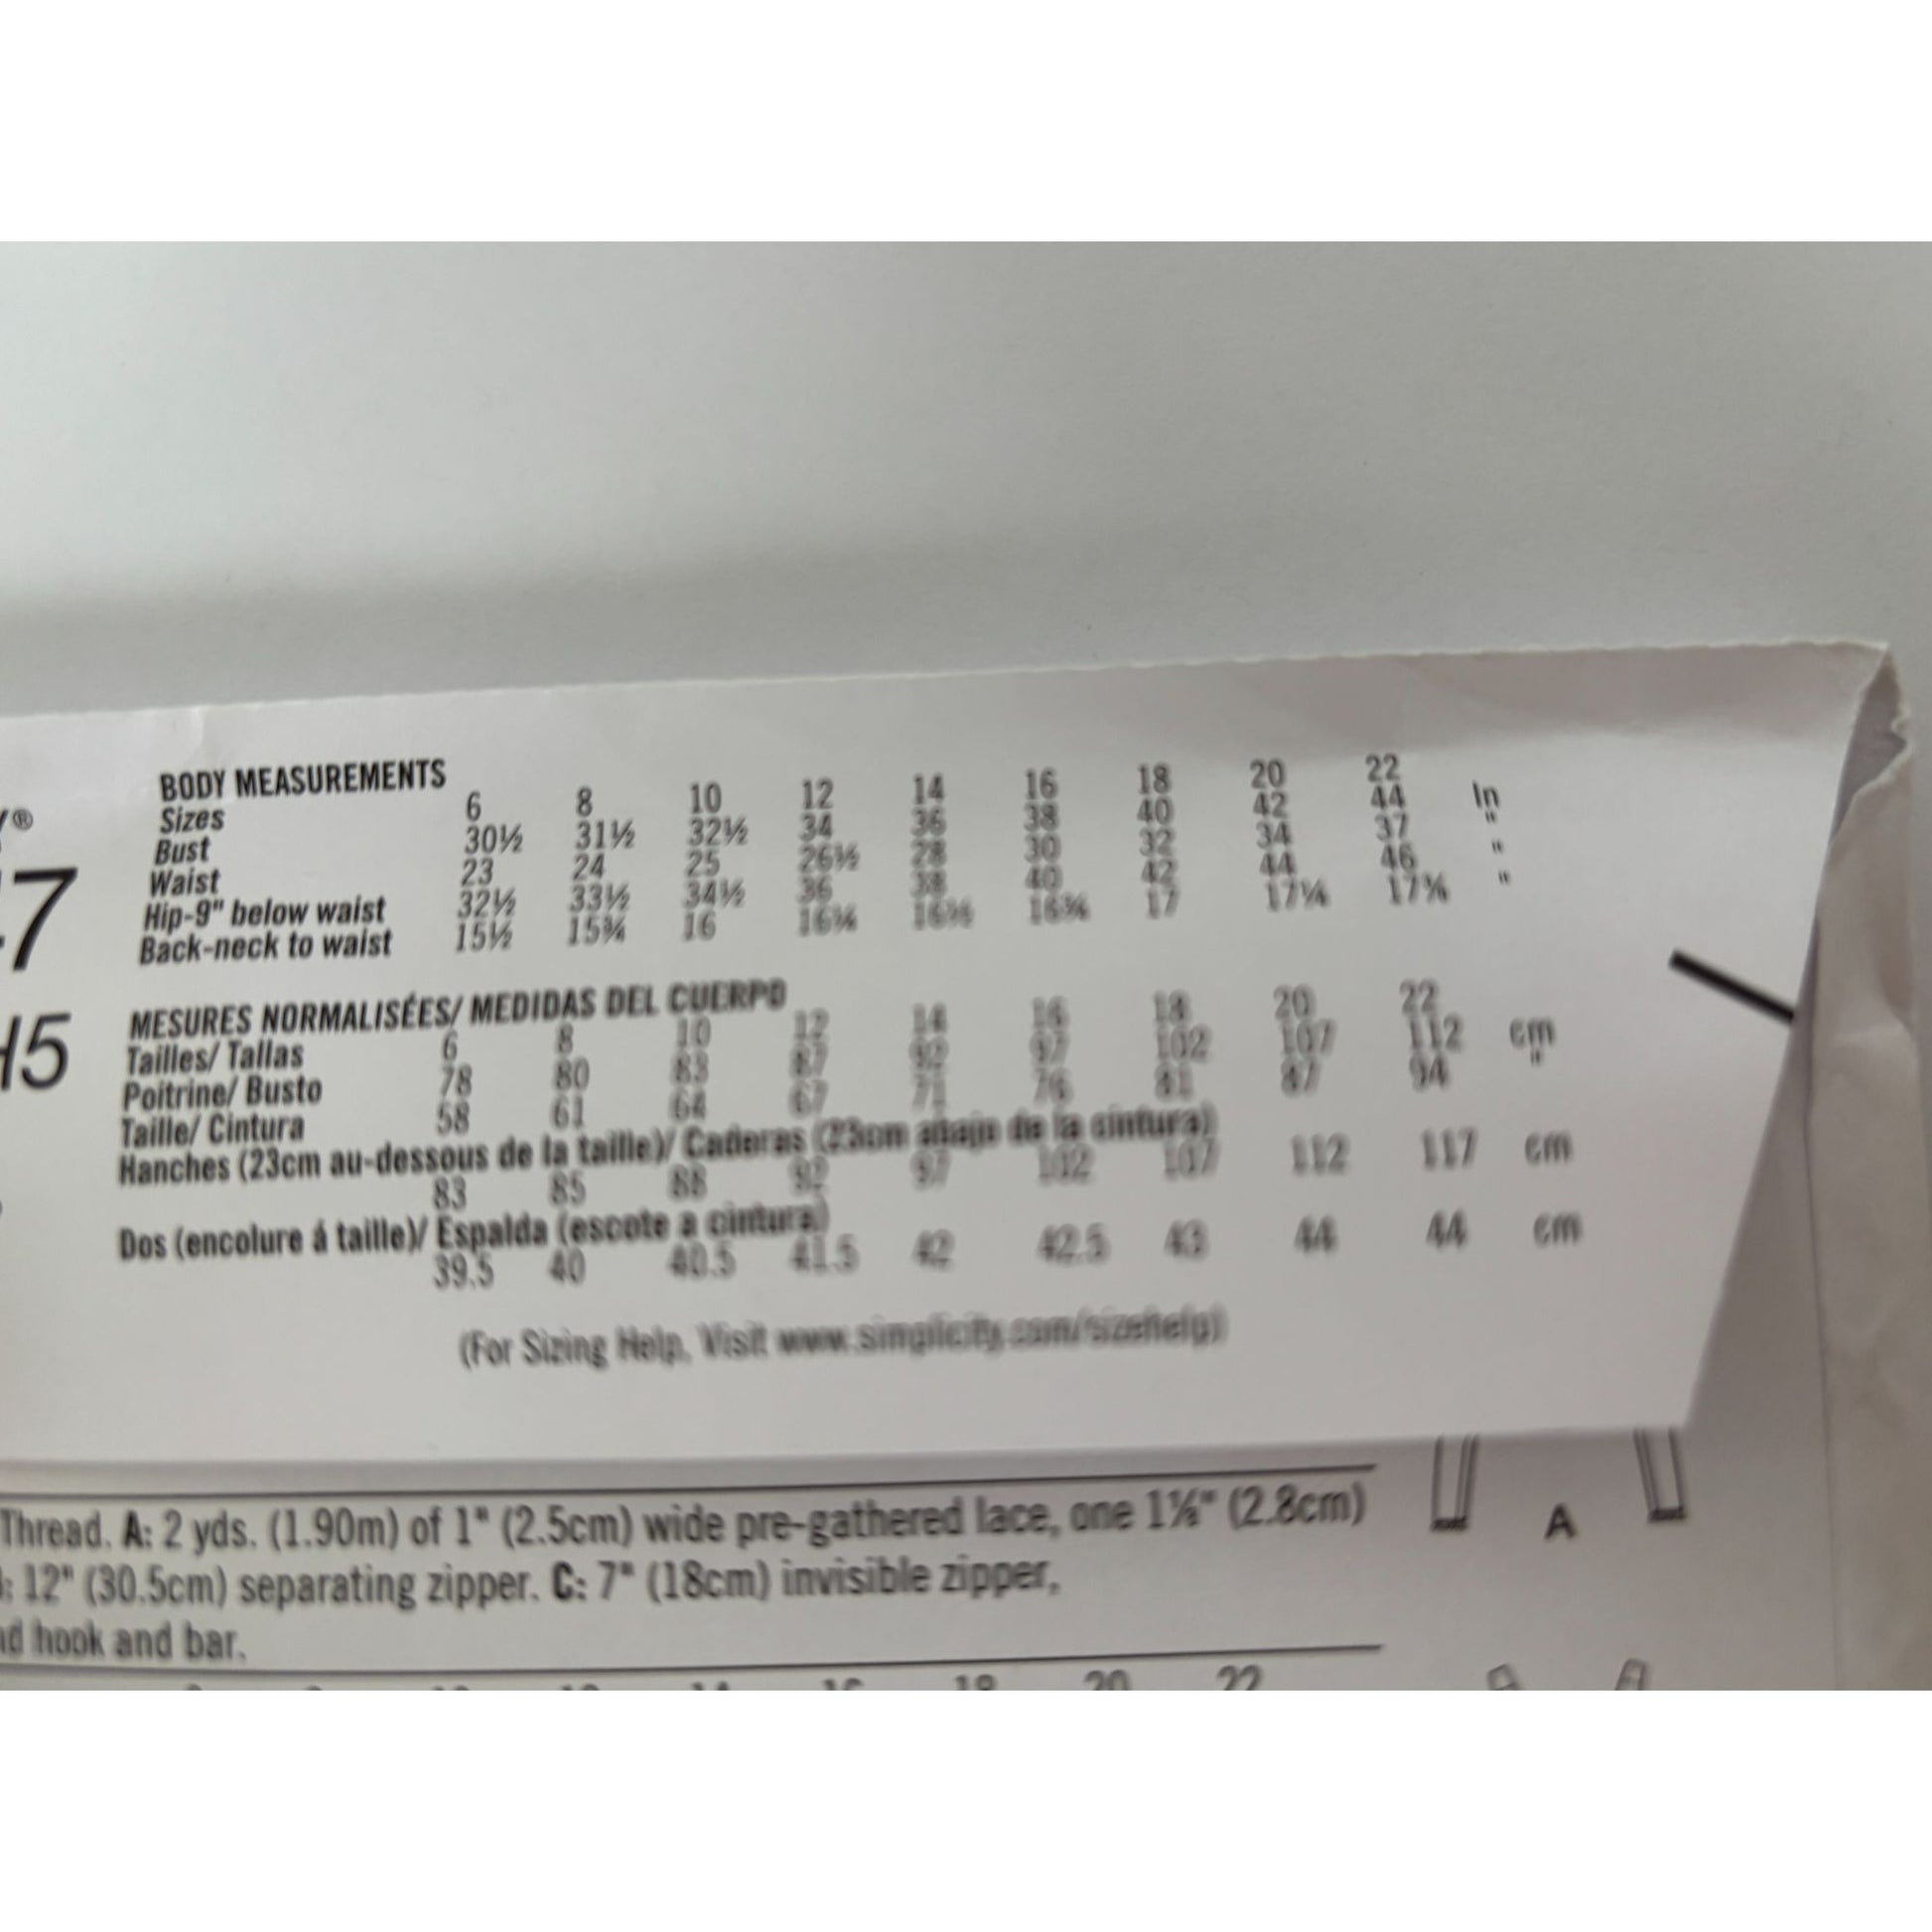 BODY MEASUREMENTS
Sizes 6 8 10 12 14 16 18 20 22
Bust 30½ 31½ 32½ 34 36 38 40 42 44 In
Waist 23 24 25 26½ 28 30 32 34 37 "
Hip-9" below waist 32½ 33½ 34½ 36 38 40 42 44 46 "
Back-neck to waist 15½ 15¾ 16 16¼ 17 17¼ "
®
7
H5
MESURES NORMALISÉES/ MEDIDAS DEL CUERPO
Tailles/ Tallas 6 8 10 12 14 16 18 20 22
Poitrine/ Busto 78 80 83 87 92 97 102 107 112 cm
Taille/ Cintura 58 61 64 67 71 76 81 87 94 "
Hanches (23cm au-dessous de la taille)/ Caderas (23cm abajo de la cintura)
83 85 88 92 97 102 107 112 117 cm
Dos (encolure á taille)/ Espalda (escote a cintura)
39.5 40 40.5 41.5 42 42.5 43 44 44 cm
(For Sizing Help, Visit www.simplicity.com/sizehelp)
Thread. A: 2 yds. (1.90m) of 1" (2.5cm) wide pre-gathered lace, one 1⅛" (2.8cm)
: 12" (30.5cm) separating zipper. C: 7" (18cm) invisible zipper,
hook and bar.
A
18 20 22